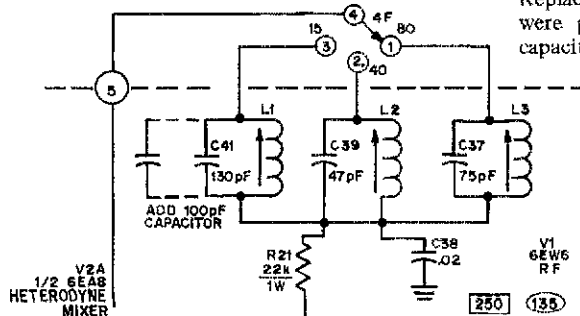 Replac
were p
capacito
4
4F
15
80
3
1
2
40
5
L1
L2
L3
C41
130pF
C39
47pF
C37
75pF
ADD 100pF
CAPACITOR
R21
22k
1W
C38
.02
V2A
1/2 6EA8
HETERODYNE
MIXER
V1
6EW6
RF
250
135